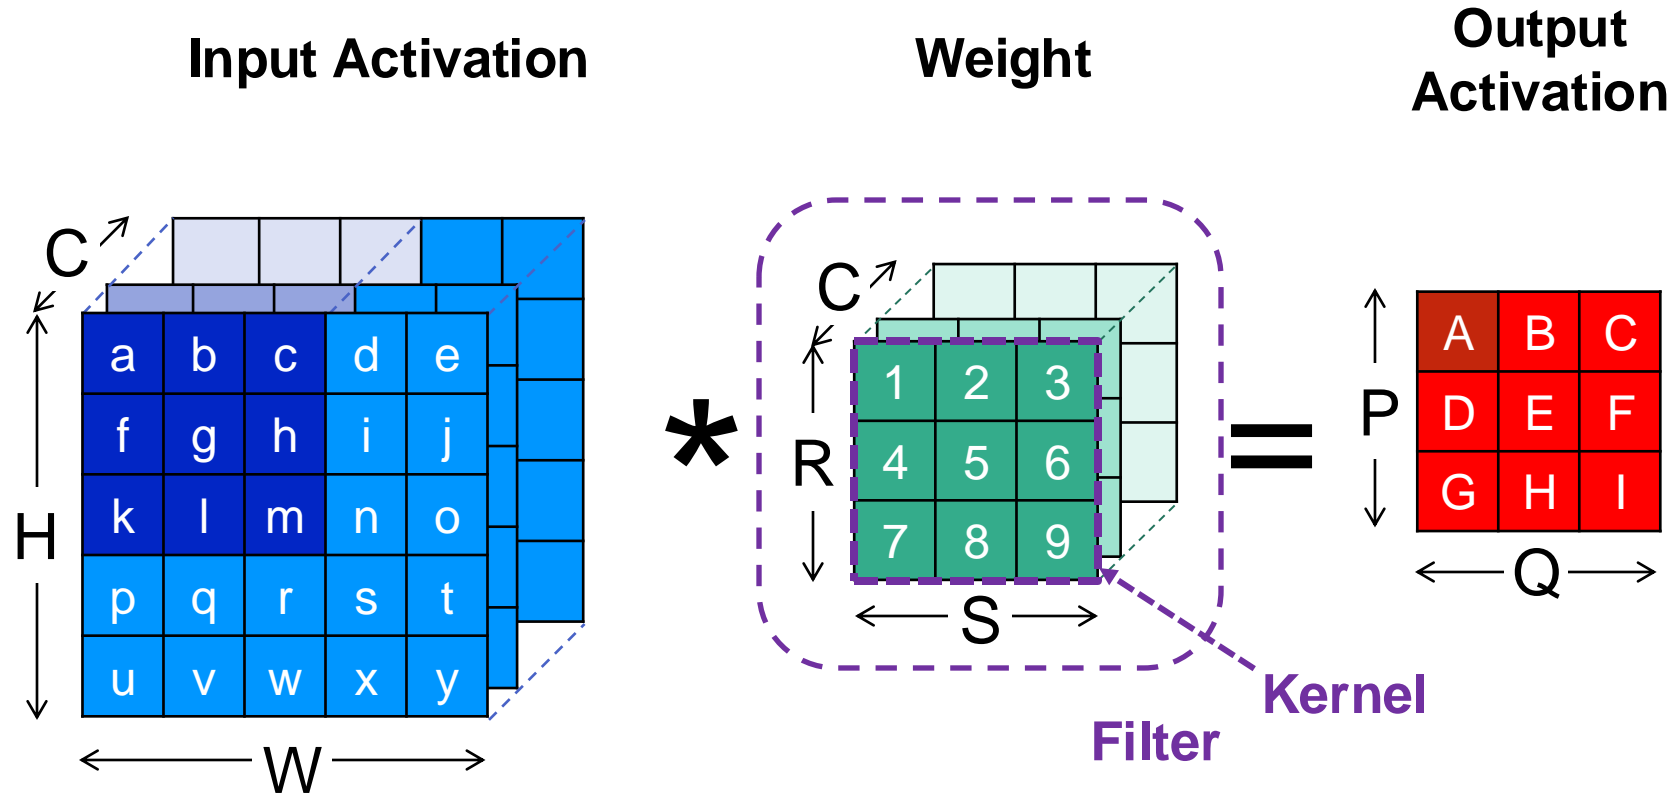 Input Activation
Weight
Output
Activation
C
H
W
a b c d e
f g h i j
k l m n o
p q r s t
u v w x y
*
C
R
S
1 2 3
4 5 6
7 8 9
=
P
Q
A B C
D E F
G H I
Kernel
Filter